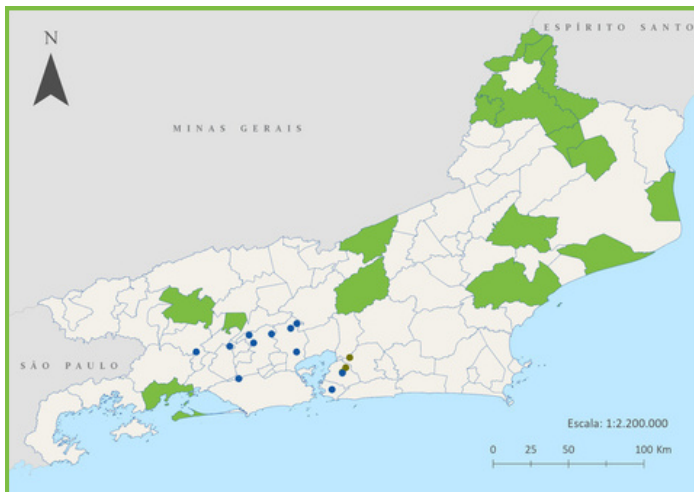 ESPÍRITO SANTO
N
MINAS GERAIS
SÃO PAULO
Escala: 1:2.200.000
0 25 50 100 Km